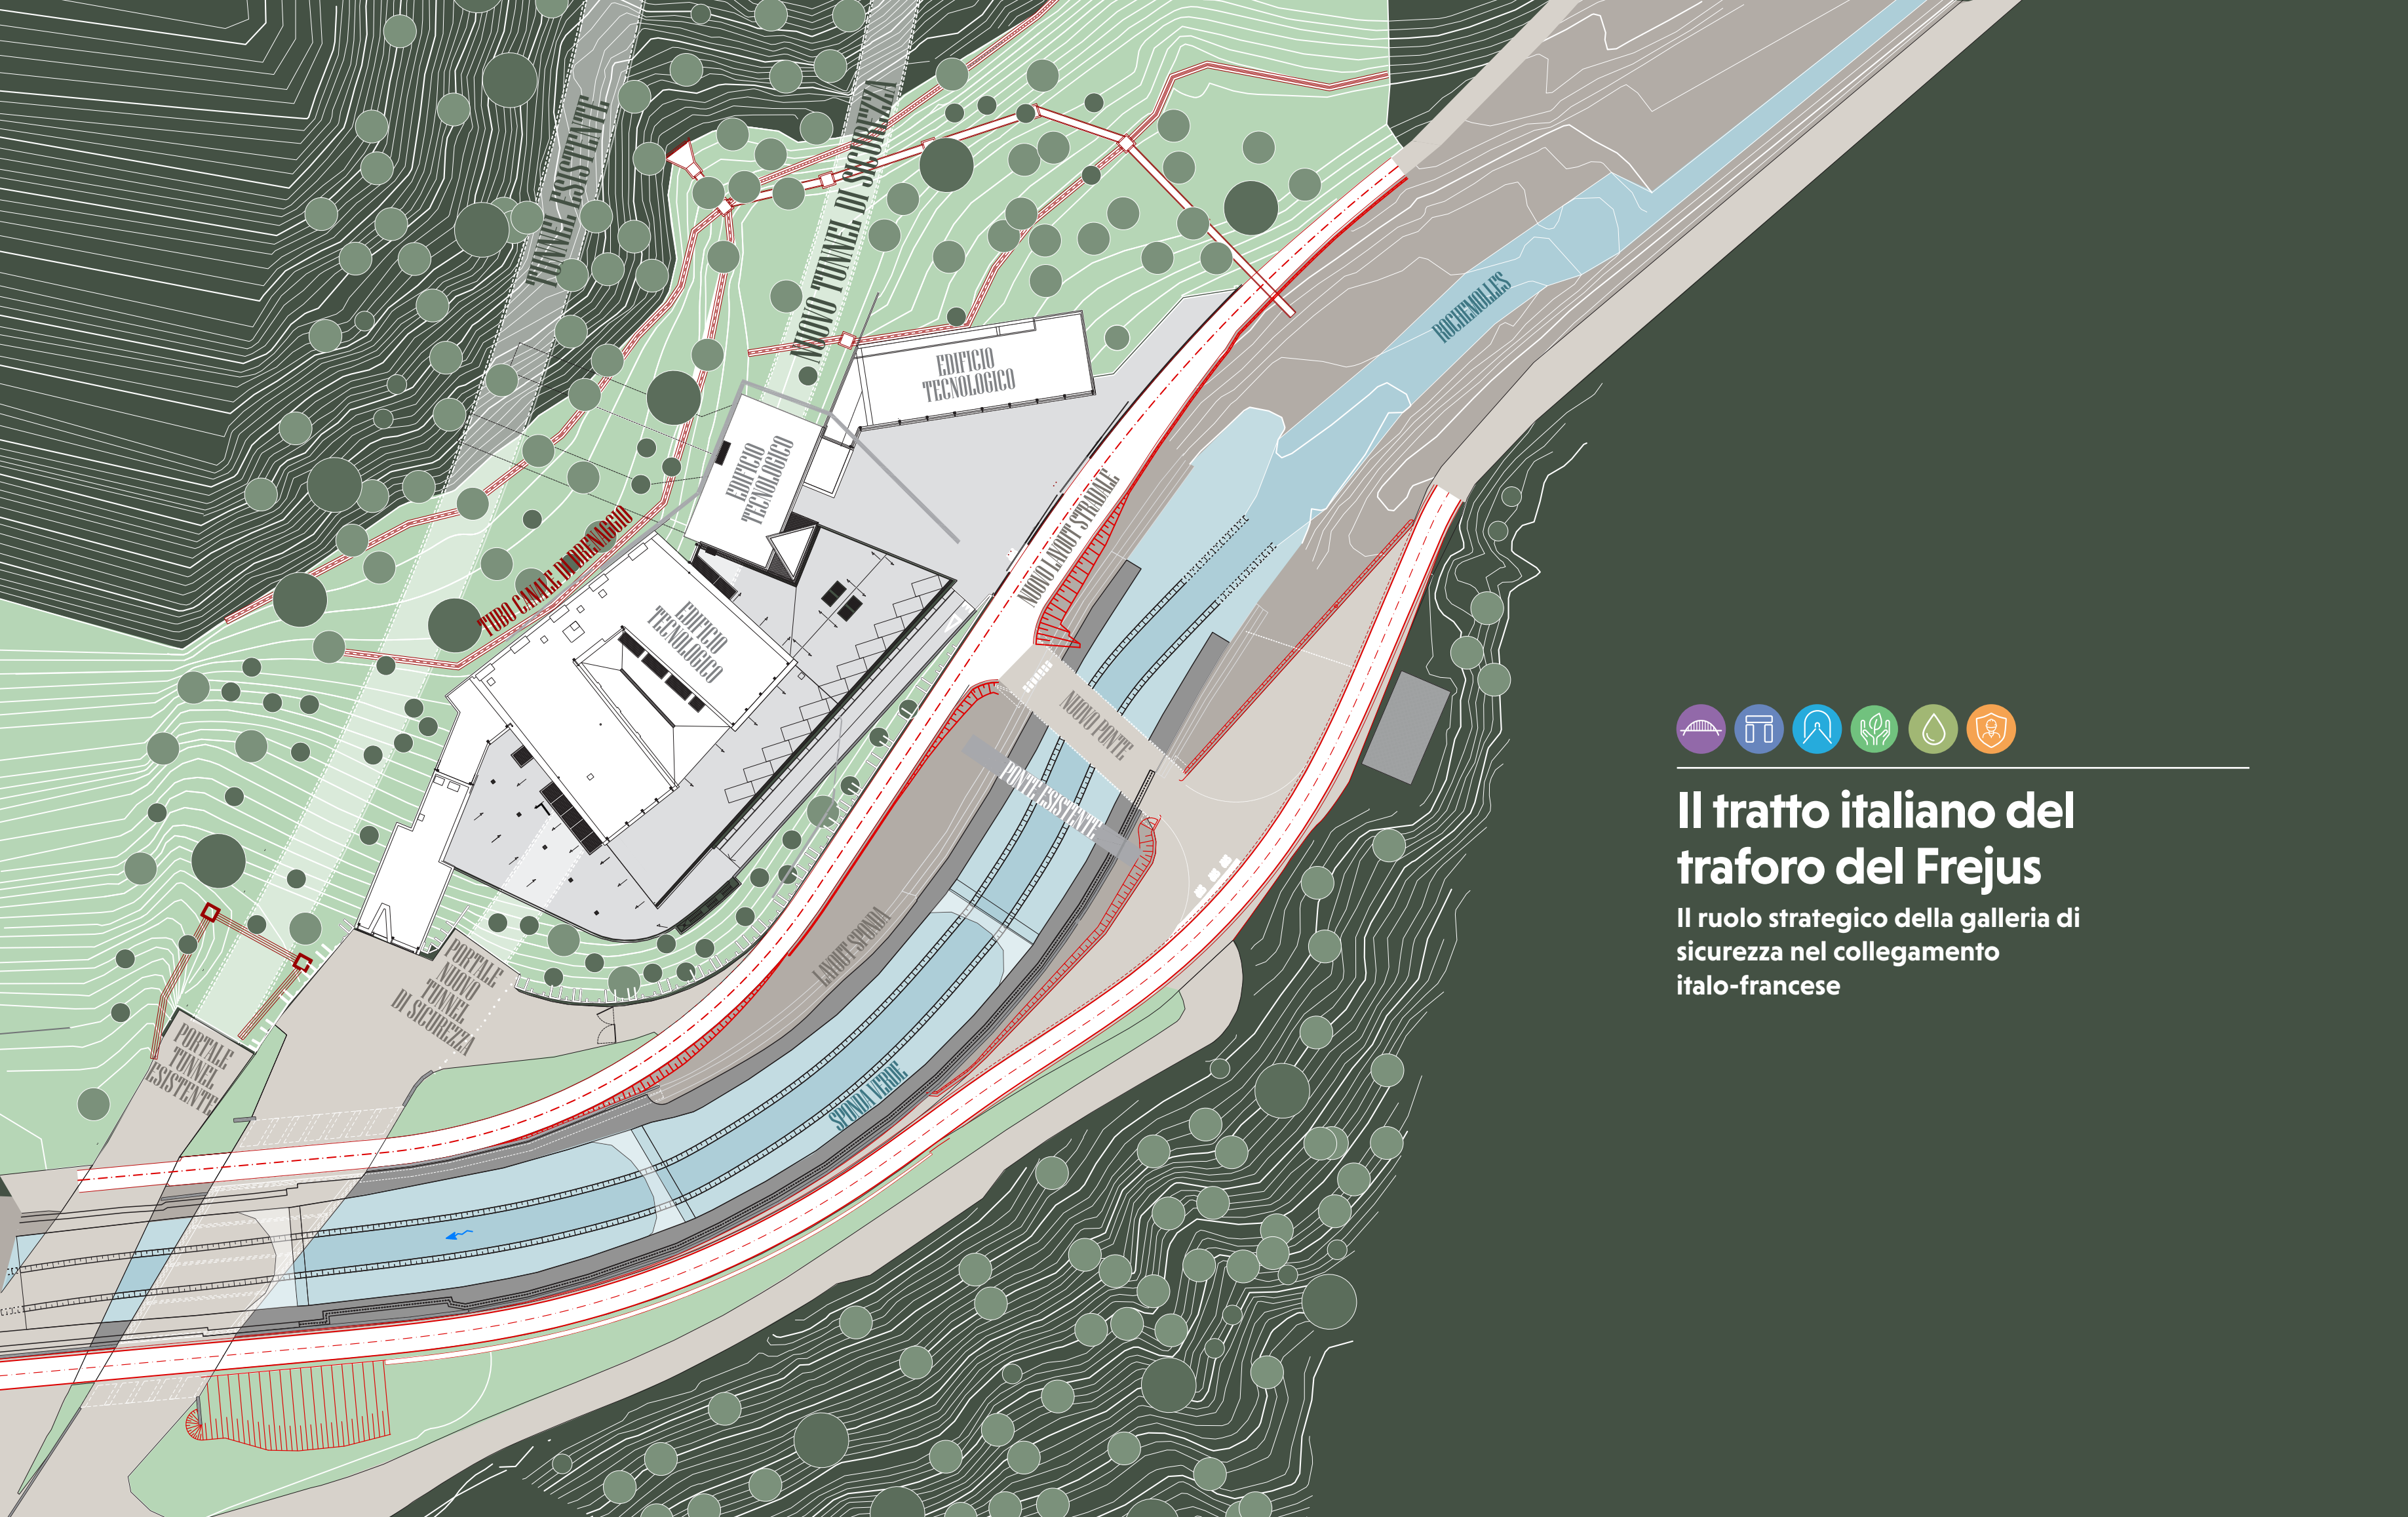 TUNNEL ESISTENTE
NUOVO TUNNEL DI SICUREZZA
ROCHEMOLLES
EDIFICIO
TECNOLOGICO
EDIFICIO
TECNOLOGICO
NUOVO LAYOUT STRADALE
TUBO CANALE DI DRENAGGIO
EDIFICIO
TECNOLOGICO
NUOVO PONTE
PONTE ESISTENTE
LAYOUT SPONDA
PORTALE
NUOVO
TUNNEL
DI SICUREZZA
PORTALE
TUNNEL
ESISTENTE
SPONDA VERDE
Il tratto italiano del
traforo del Frejus
Il ruolo strategico della galleria di
sicurezza nel collegamento
italo-francese